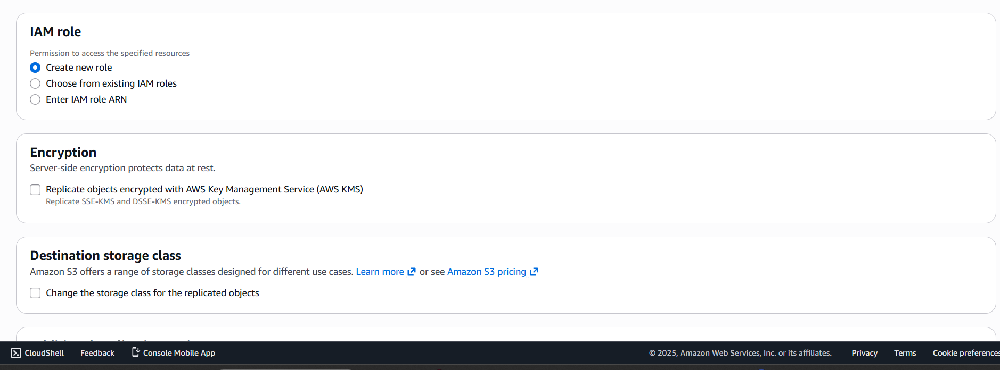 IAM role
Permission to access the specified resources
Create new role
Choose from existing IAM roles
Enter IAM role ARN
Encryption
Server-side encryption protects data at rest.
Replicate objects encrypted with AWS Key Management Service (AWS KMS)
Replicate SSE-KMS and DSSE-KMS encrypted objects.
Destination storage class
Amazon S3 offers a range of storage classes designed for different use cases. Learn more or see Amazon S3 pricing
Change the storage class for the replicated objects
CloudShell Feedback Console Mobile App © 2025, Amazon Web Services, Inc. or its affiliates. Privacy Terms Cookie preferences